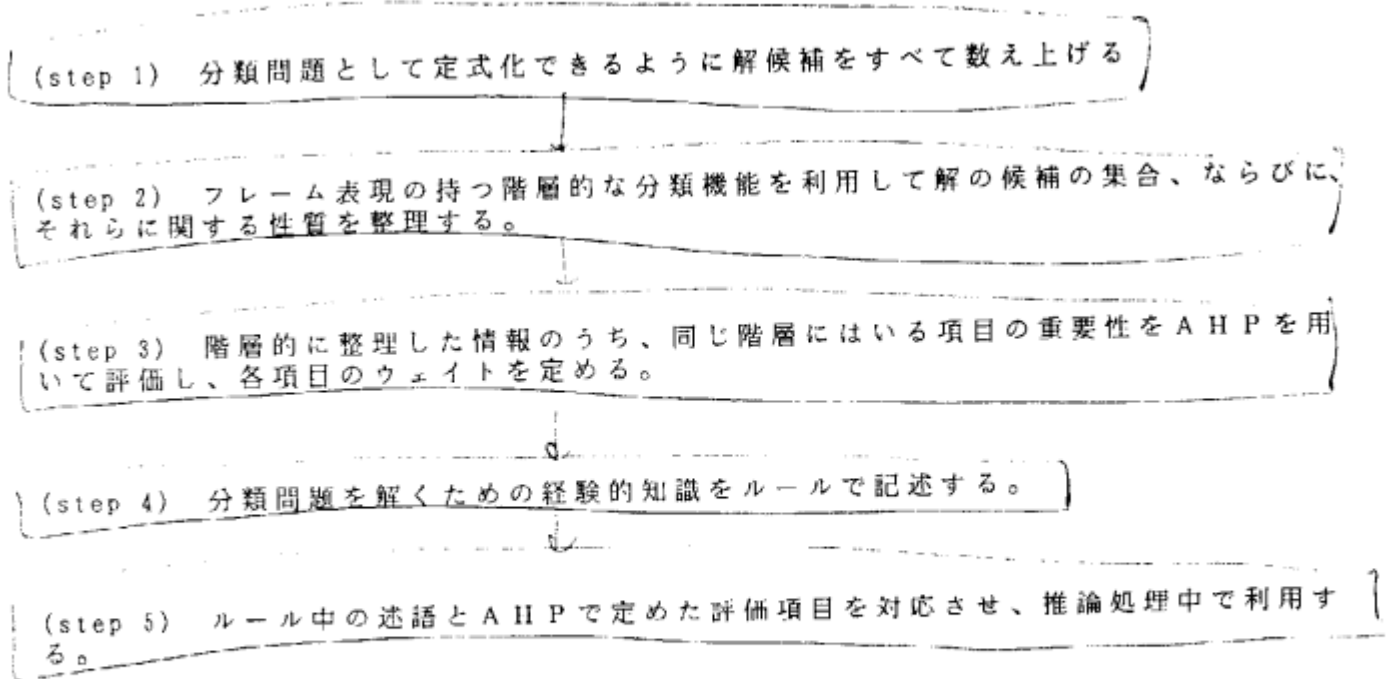 (step 1) 分類問題として定式化できるように解候補をすべて数え上げる
(step 2) フレーム表現の持つ階層的な分類機能を利用して解の候補の集合、ならびに、
それらに関する性質を整理する。
(step 3) 階層的に整理した情報のうち、同じ階層にはいる項目の重要性をAHPを用
いて評価し、各項目のウェイトを定める。
(step 4) 分類問題を解くための経験的知識をルールで記述する。
(step 5) ルール中の述語とAHPで定めた評価項目を対応させ、推論処理中で利用す
る。